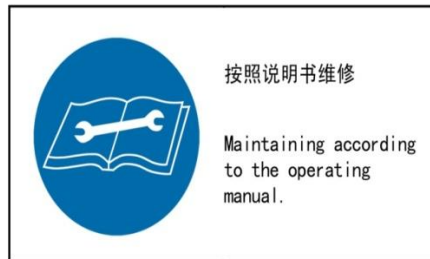 按照说明书维修
Maintaining according
to the operating
manual.